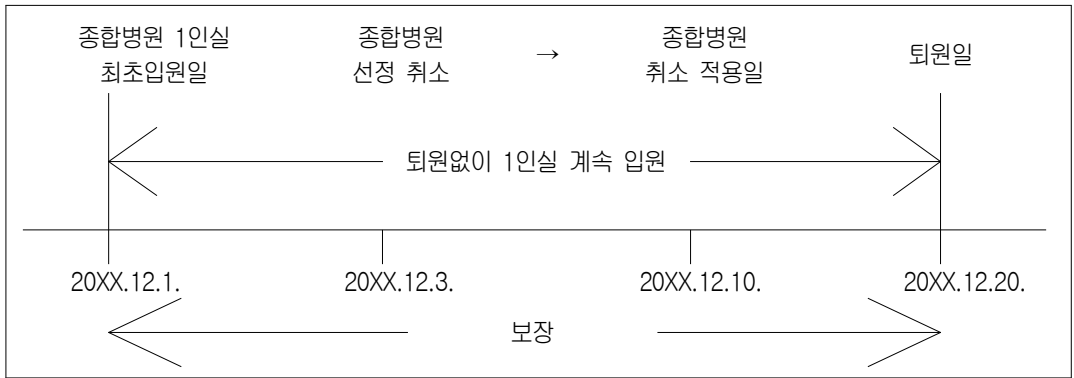 종합병원 1인실
최초입원일
종합병원
선정 취소
→
종합병원
취소 적용일
퇴원일
퇴원없이 1인실 계속 입원
20XX.12.1.
20XX.12.3.
20XX.12.10.
20XX.12.20.
보장